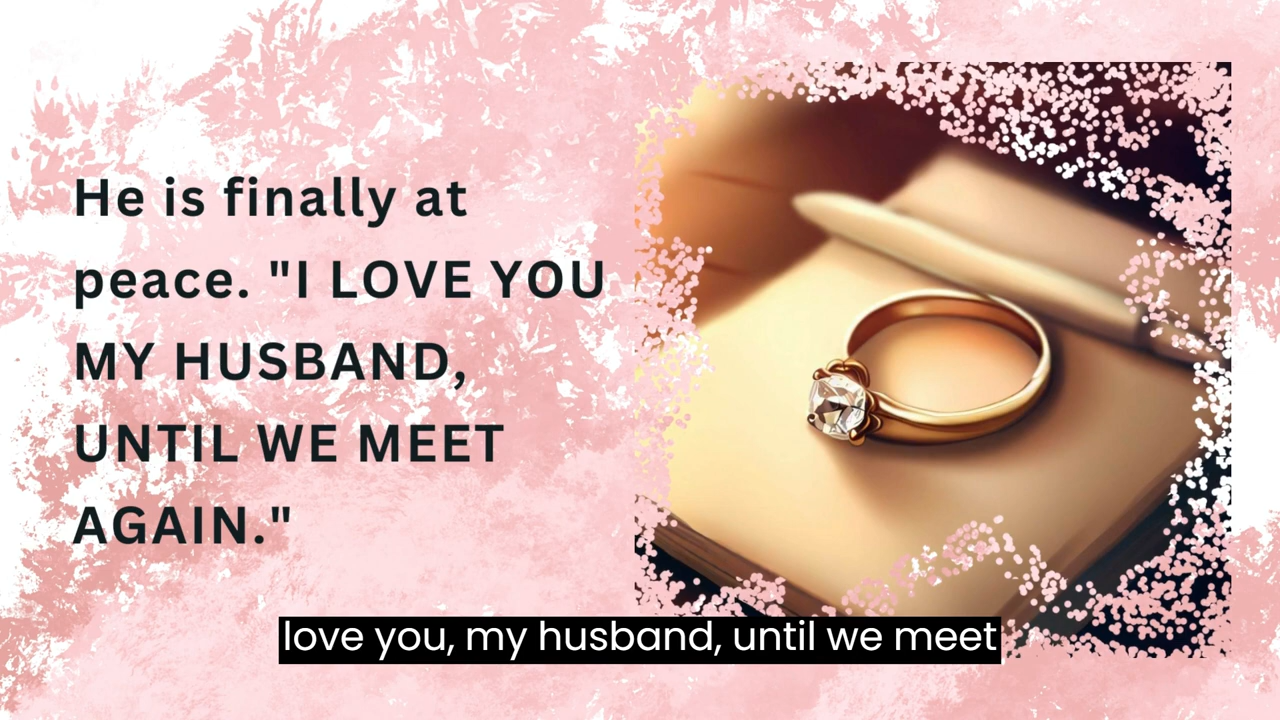 He is finally at
peace. "I LOVE YOU
MY HUSBAND,
UNTIL WE MEET
AGAIN."
love you, my husband, until we meet